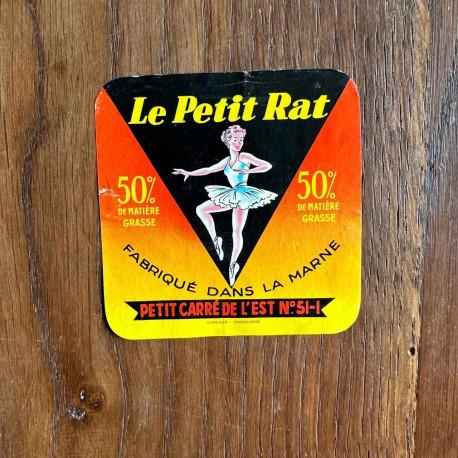 Le Petit Rat
50%
DE MATIÈRE
GRASSE
50%
DE MATIÈRE
GRASSE
FABRIQUÉ DANS LA MARNE
PETIT CARRÉ DE L'EST Nº 51-I